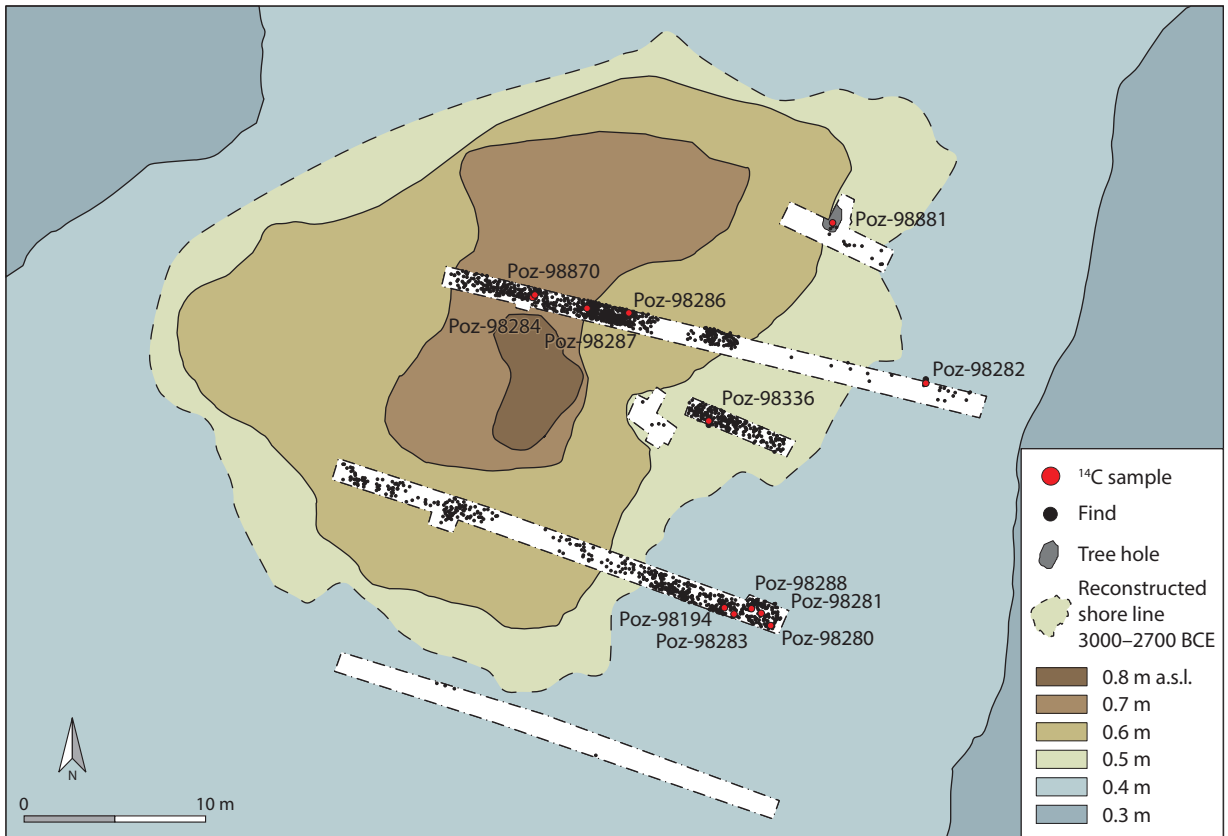 Poz-98881
Poz-98870
Poz-98286
Poz-98284
Poz-98287
Poz-98282
Poz-98336
Poz-98288
Poz-98281
Poz-98194
Poz-98283
Poz-98280
N
0 10 m
¹⁴C sample
Find
Tree hole
Reconstructed
shore line
3000–2700 BCE
0.8 m a.s.l.
0.7 m
0.6 m
0.5 m
0.4 m
0.3 m